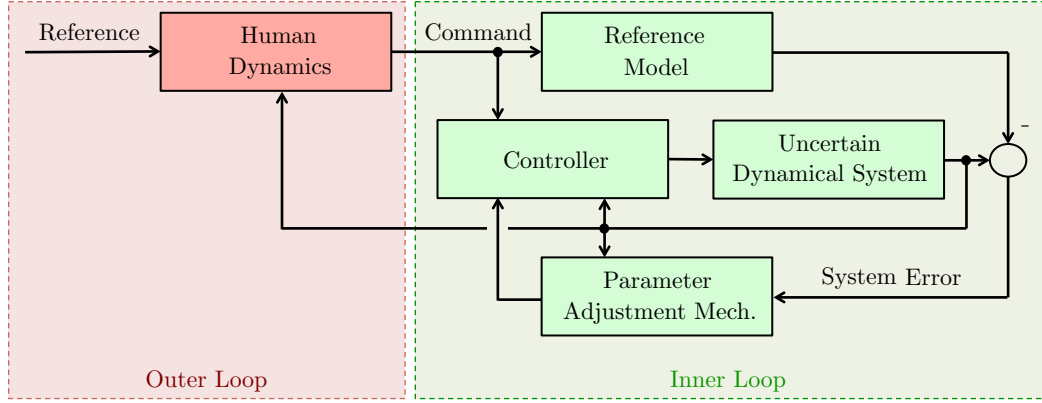 Reference
Human
Dynamics
Command
Reference
Model
-
Controller
Uncertain
Dynamical System
Parameter
Adjustment Mech.
System Error
Outer Loop
Inner Loop